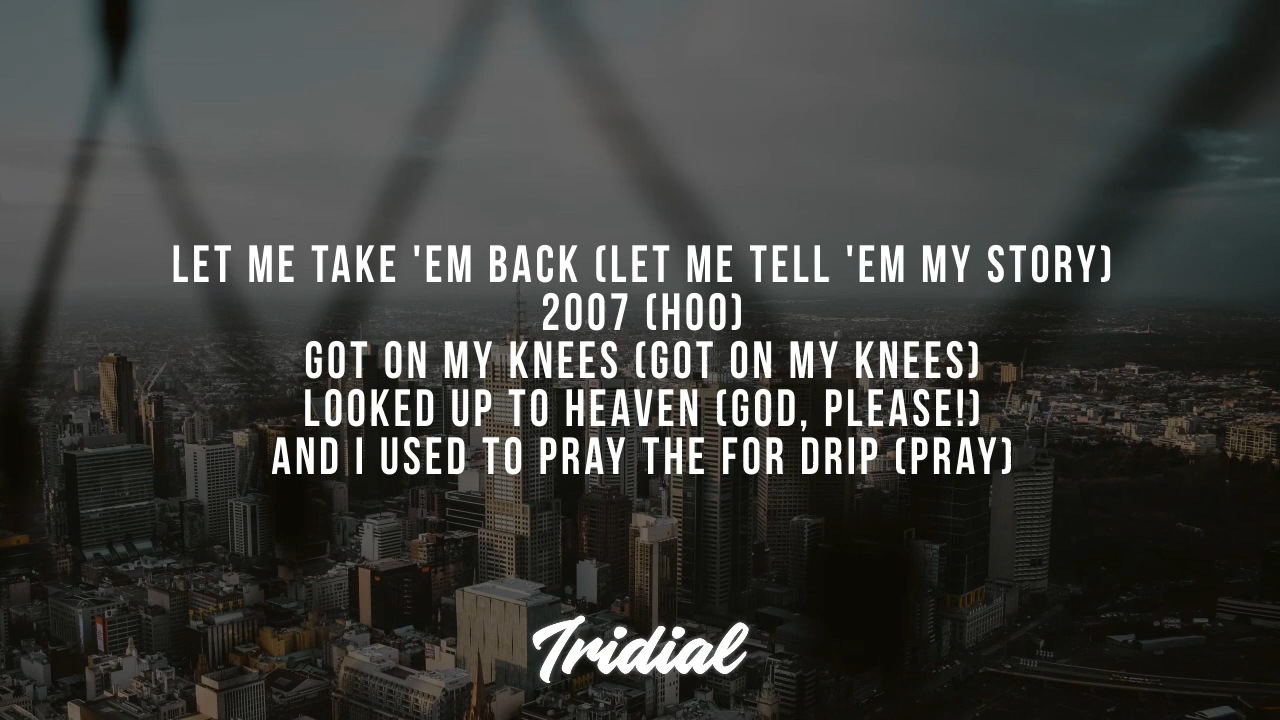 LET ME TAKE 'EM BACK (LET ME TELL 'EM MY STORY)
2007 (HOO)
GOT ON MY KNEES (GOT ON MY KNEES)
LOOKED UP TO HEAVEN (GOD, PLEASE!)
AND I USED TO PRAY THE FOR DRIP (PRAY)
Iridial